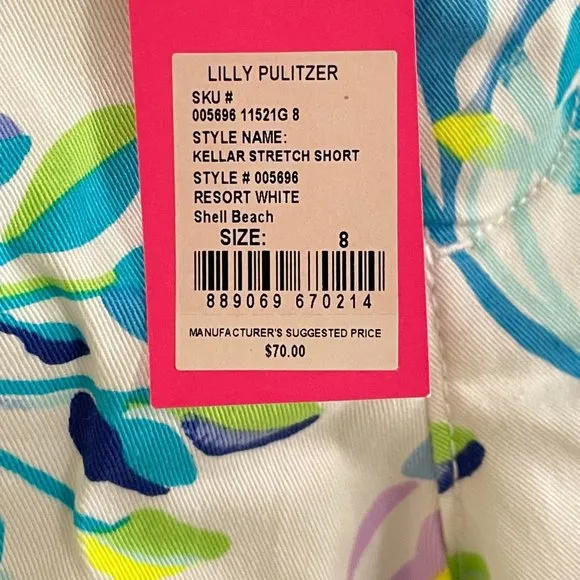 LILLY PULITZER
SKU #
005696 11521G 8
STYLE NAME:
KELLAR STRETCH SHORT
STYLE # 005696
RESORT WHITE
Shell Beach
SIZE: 8
889069 670214
MANUFACTURER'S SUGGESTED PRICE
$70.00